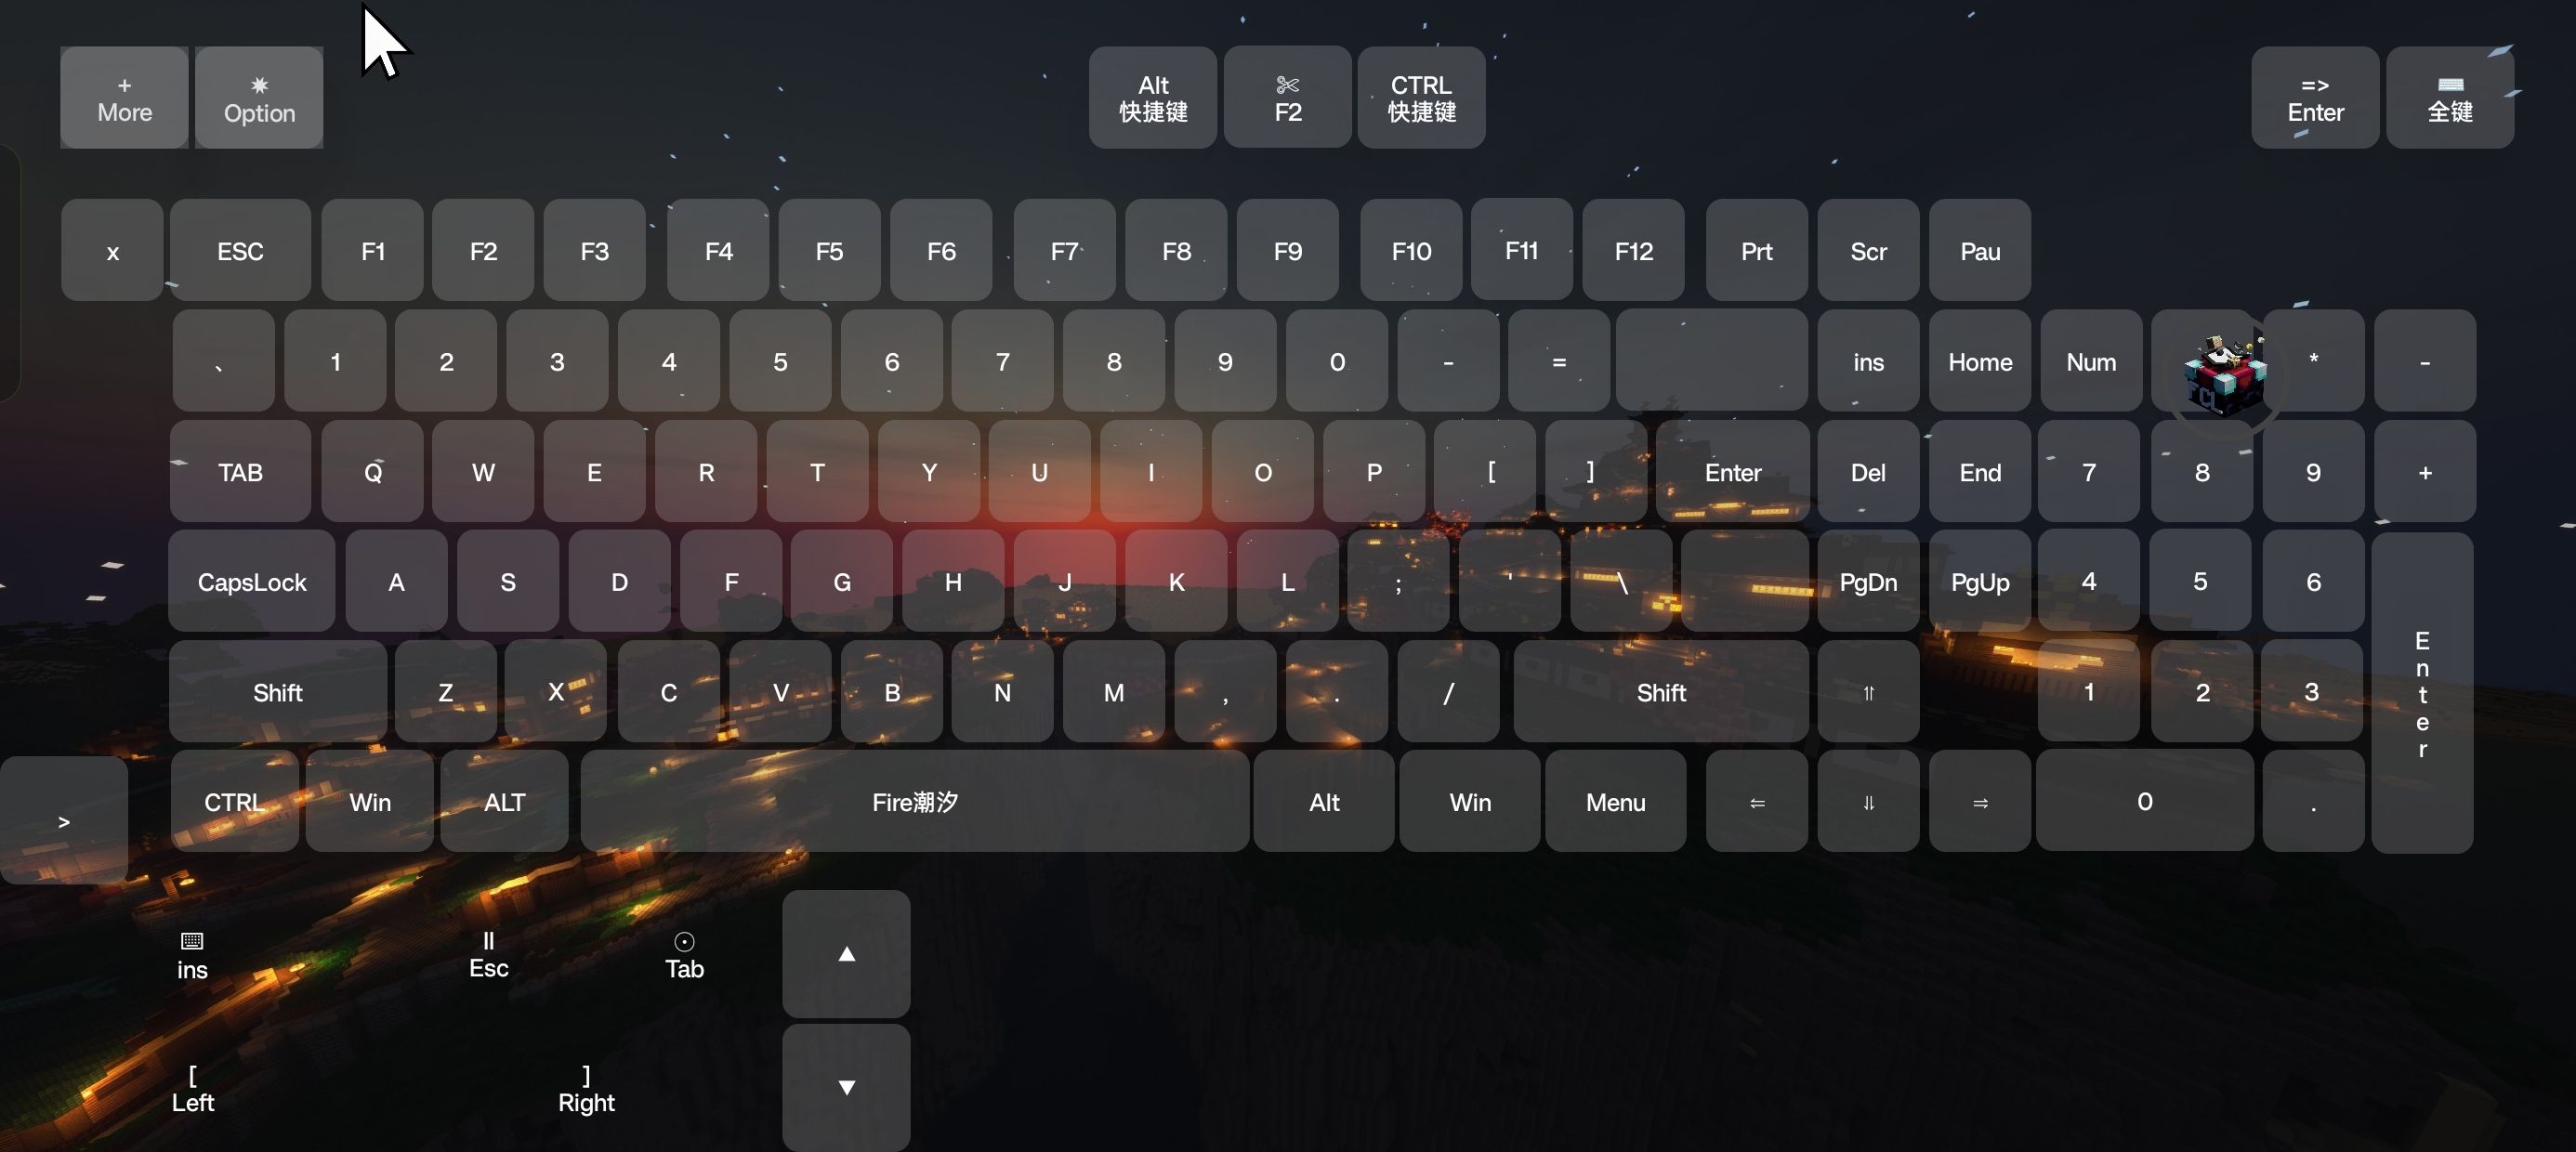 +
More
✷
Option
Alt
快捷键
✄
F2
CTRL
快捷键
=>
Enter
⌨
全键
x ESC F1 F2 F3 F4 F5 F6 F7 F8 F9 F10 F11 F12 Prt Scr Pau
、 1 2 3 4 5 6 7 8 9 0 - = ins Home Num FCL * -
TAB Q W E R T Y U I O P [ ] Enter Del End 7 8 9 +
CapsLock A S D F G H J K L ; ' \ PgDn PgUp 4 5 6
Enter
Shift Z X C V B N M , . / Shift ⥣ 1 2 3
CTRL Win ALT Fire潮汐 Alt Win Menu ⇐ ⇓ ⇒ 0 .
>
⌨
ins
II
Esc
⊙
Tab
▲
[
Left
]
Right
▼